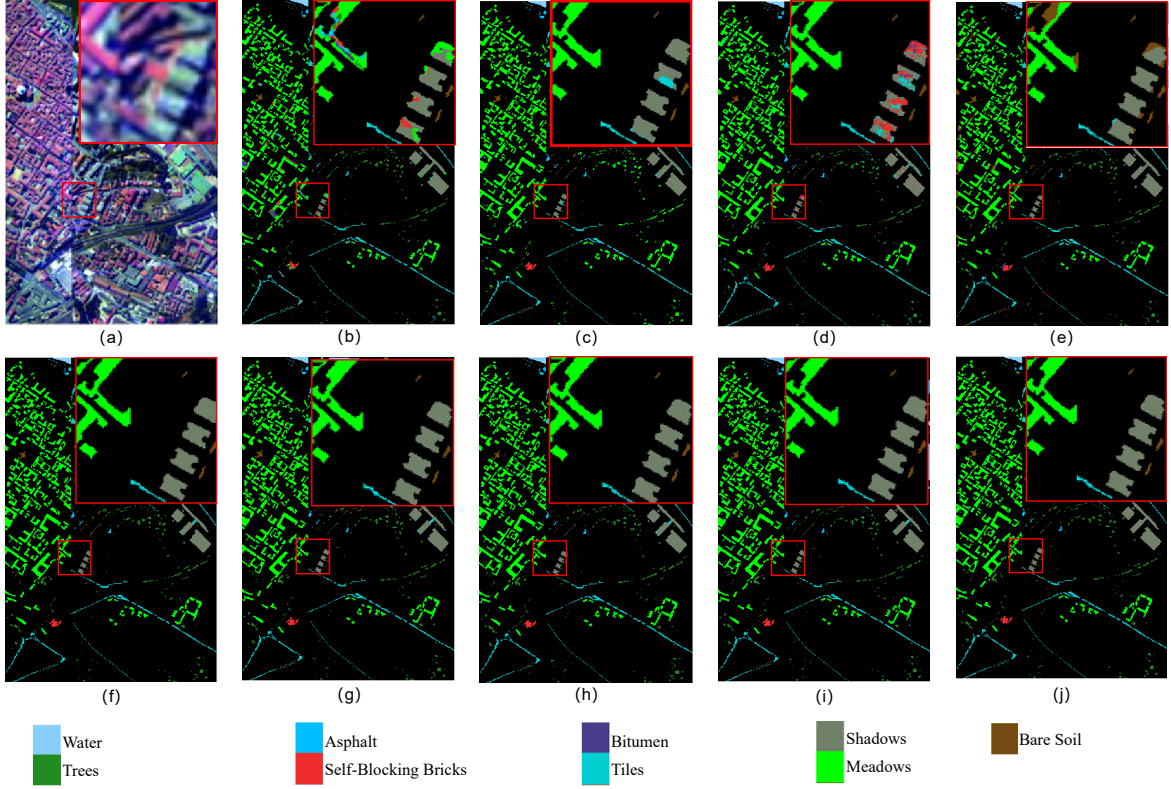 (a) (b) (c) (d) (e)
(f) (g) (h) (i) (j)
Water Asphalt Bitumen Shadows Bare Soil
Trees Self-Blocking Bricks Tiles Meadows